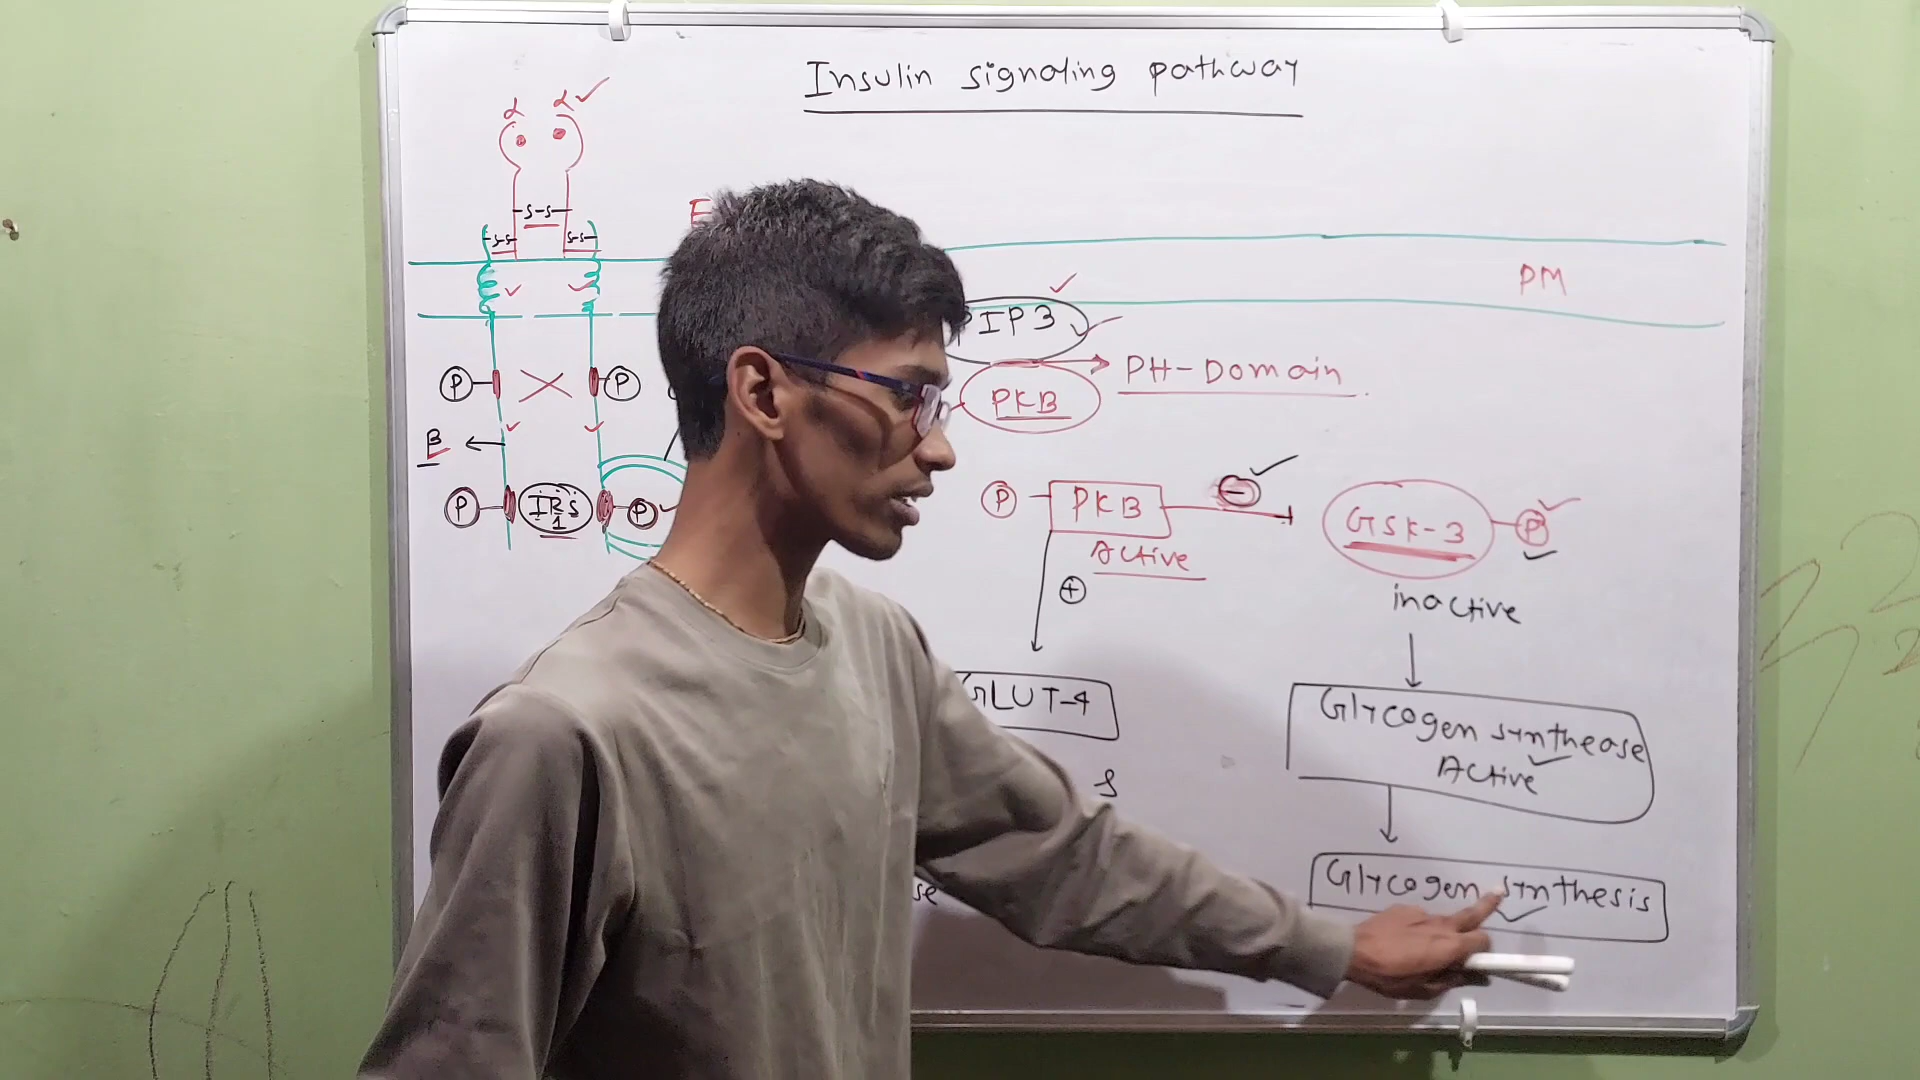 Insulin signaling pathway
α α
S-S
S-S S-S
E
PM
PIP3
PH-Domain
PKB
P P
β
P IRS 1 P
P PKB
Active
-
GSK-3 P
inactive
+
GLUT-4
Glycogen synthease
Active
S
Glycogen synthesis
se